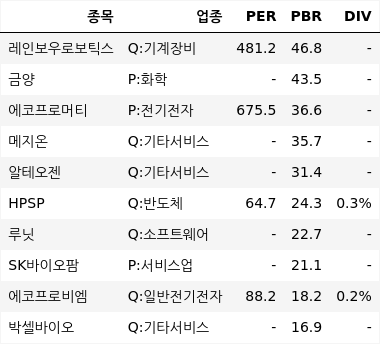 종목 업종 PER PBR DIV
레인보우로보틱스 Q:기계장비 481.2 46.8 -
금양 P:화학 - 43.5 -
에코프로머티 P:전기전자 675.5 36.6 -
메지온 Q:기타서비스 - 35.7 -
알테오젠 Q:기타서비스 - 31.4 -
HPSP Q:반도체 64.7 24.3 0.3%
루닛 Q:소프트웨어 - 22.7 -
SK바이오팜 P:서비스업 - 21.1 -
에코프로비엠 Q:일반전기전자 88.2 18.2 0.2%
박셀바이오 Q:기타서비스 - 16.9 -